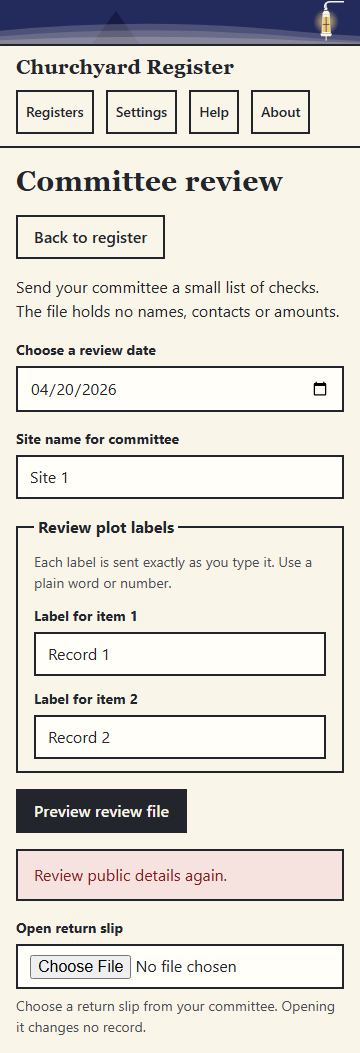 Churchyard Register
Registers
Settings
Help
About
Committee review
Back to register
Send your committee a small list of checks.
The file holds no names, contacts or amounts.
Choose a review date
04/20/2026
Site name for committee
Site 1
Review plot labels
Each label is sent exactly as you type it. Use a
plain word or number.
Label for item 1
Record 1
Label for item 2
Record 2
Preview review file
Review public details again.
Open return slip
Choose File No file chosen
Choose a return slip from your committee. Opening
it changes no record.